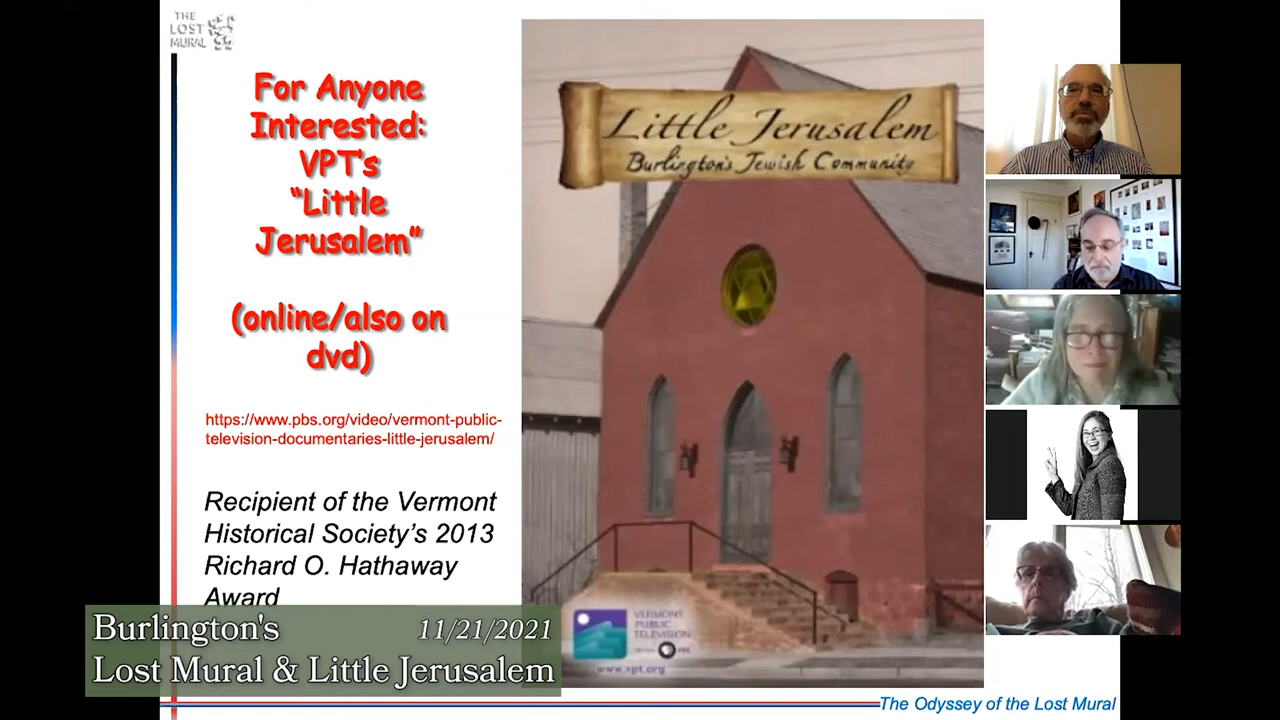 THE
LOST
MURAL
For Anyone
Interested:
VPT's
“Little
Jerusalem”
(online/also on
dvd)
https://www.pbs.org/video/vermont-public-
television-documentaries-little-jerusalem/
Recipient of the Vermont
Historical Society's 2013
Richard O. Hathaway
Award
Little Jerusalem
Burlington's Jewish Community
VERMONT
PUBLIC
TELEVISION
PBS
www.vpt.org
Burlington's 11/21/2021
Lost Mural & Little Jerusalem
The Odyssey of the Lost Mural